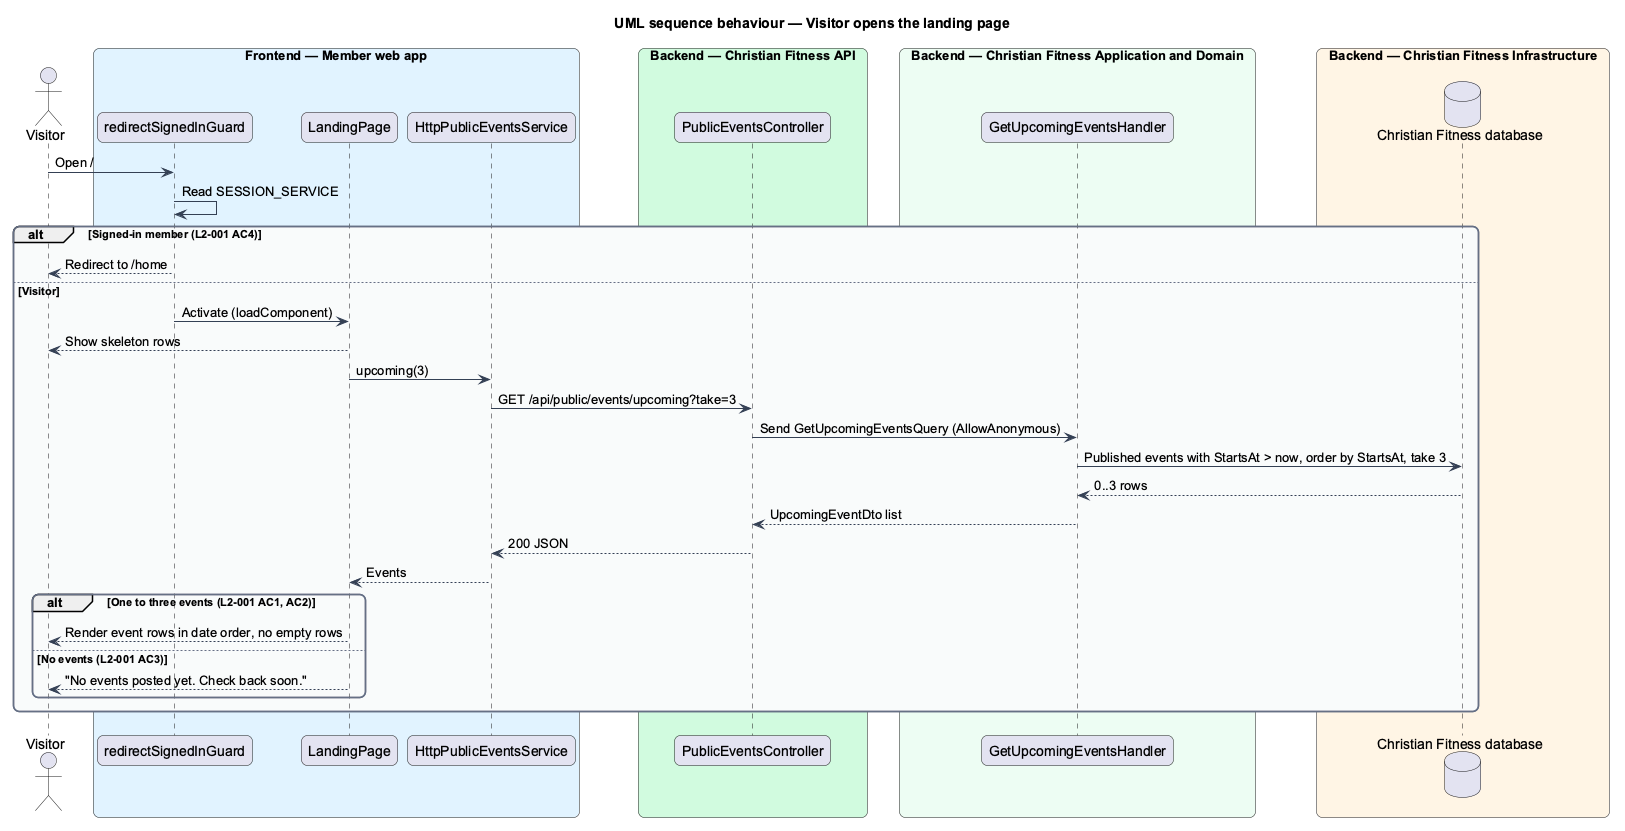 UML sequence behaviour — Visitor opens the landing page
Frontend — Member web app
Backend — Christian Fitness API
Backend — Christian Fitness Application and Domain
Backend — Christian Fitness Infrastructure
Visitor
redirectSignedInGuard
LandingPage
HttpPublicEventsService
PublicEventsController
GetUpcomingEventsHandler
Christian Fitness database
Open /
Read SESSION_SERVICE
alt
[Signed-in member (L2-001 AC4)]
Redirect to /home
[Visitor]
Activate (loadComponent)
Show skeleton rows
upcoming(3)
GET /api/public/events/upcoming?take=3
Send GetUpcomingEventsQuery (AllowAnonymous)
Published events with StartsAt > now, order by StartsAt, take 3
0..3 rows
UpcomingEventDto list
200 JSON
Events
alt
[One to three events (L2-001 AC1, AC2)]
Render event rows in date order, no empty rows
[No events (L2-001 AC3)]
"No events posted yet. Check back soon."
Visitor
redirectSignedInGuard
LandingPage
HttpPublicEventsService
PublicEventsController
GetUpcomingEventsHandler
Christian Fitness database